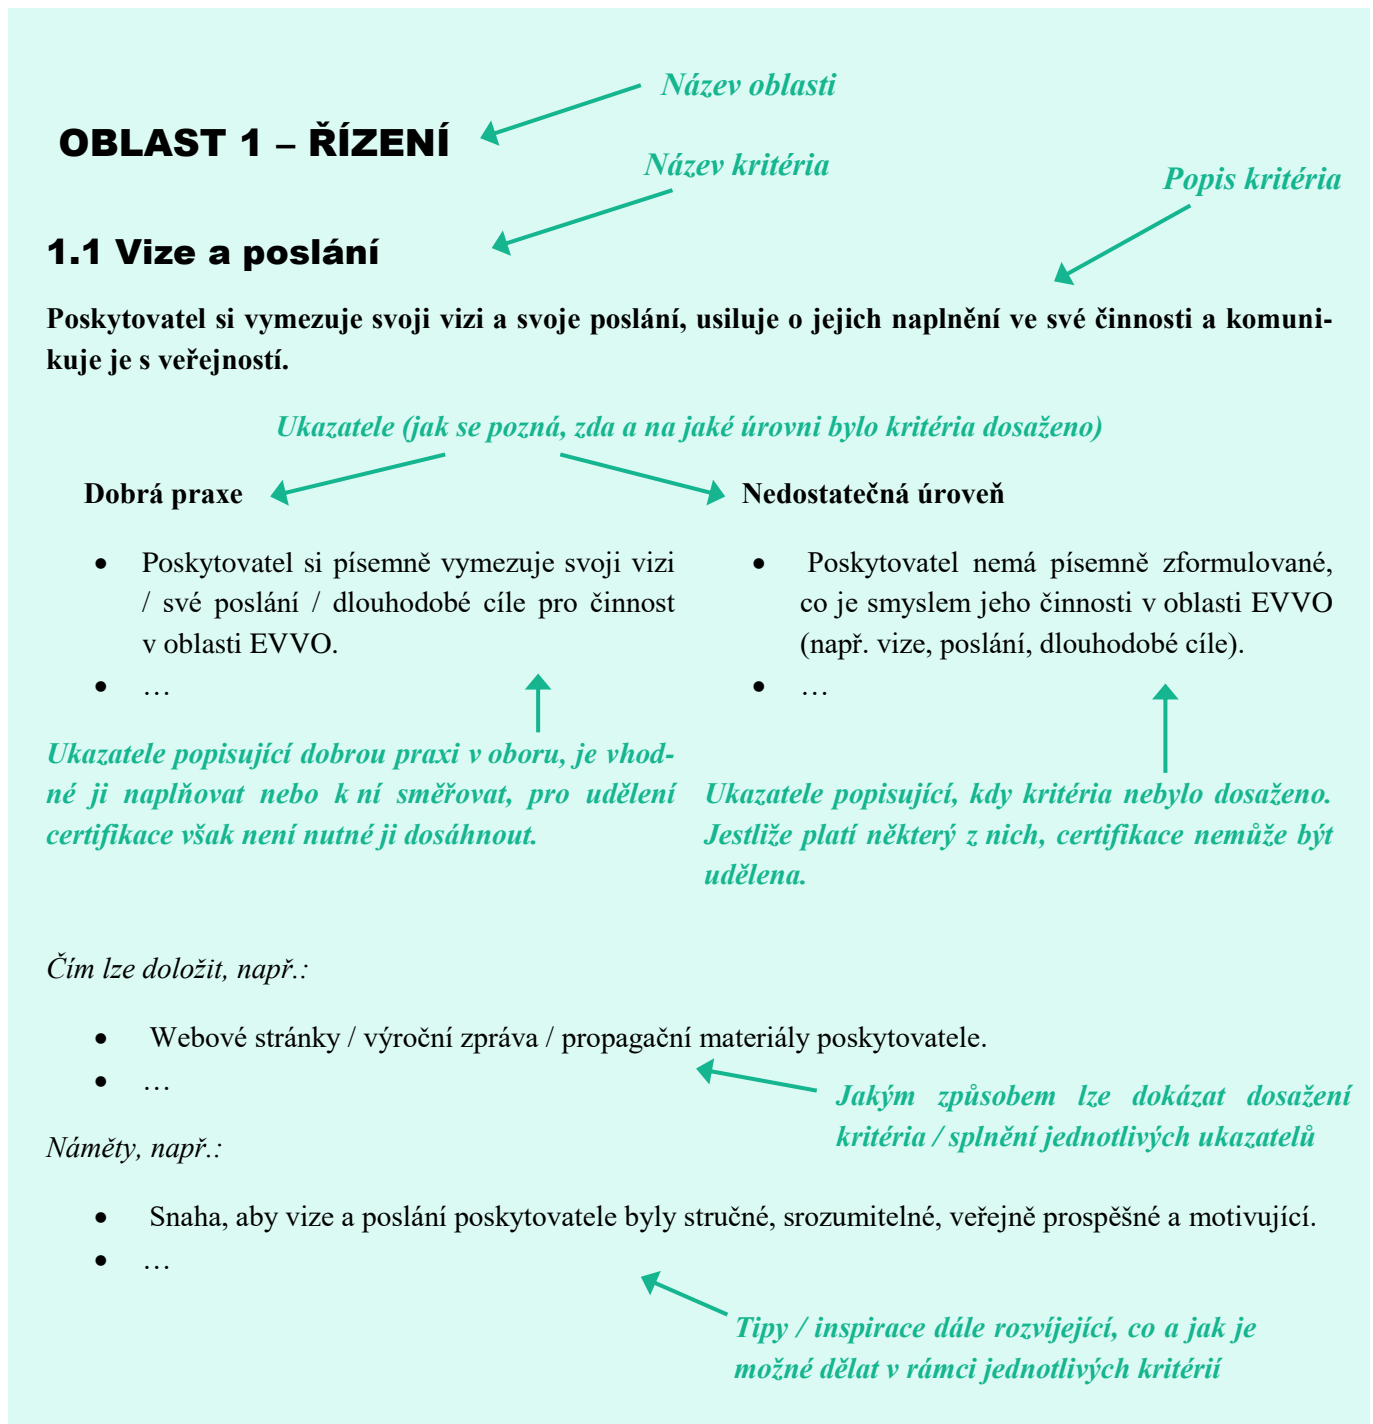 Název oblasti
OBLAST 1 – ŘÍZENÍ
Název kritéria
Popis kritéria
1.1 Vize a poslání
Poskytovatel si vymezuje svoji vizi a svoje poslání, usiluje o jejich naplnění ve své činnosti a komuni-
kuje je s veřejností.
Ukazatele (jak se pozná, zda a na jaké úrovni bylo kritéria dosaženo)
Dobrá praxe
• Poskytovatel si písemně vymezuje svoji vizi
/ své poslání / dlouhodobé cíle pro činnost
v oblasti EVVO.
• …
Ukazatele popisující dobrou praxi v oboru, je vhod-
né ji naplňovat nebo k ní směřovat, pro udělení
certifikace však není nutné ji dosáhnout.
Nedostatečná úroveň
• Poskytovatel nemá písemně zformulované,
co je smyslem jeho činnosti v oblasti EVVO
(např. vize, poslání, dlouhodobé cíle).
• …
Ukazatele popisující, kdy kritéria nebylo dosaženo.
Jestliže platí některý z nich, certifikace nemůže být
udělena.
Čím lze doložit, např.:
• Webové stránky / výroční zpráva / propagační materiály poskytovatele.
• …
Jakým způsobem lze dokázat dosažení
kritéria / splnění jednotlivých ukazatelů
Náměty, např.:
• Snaha, aby vize a poslání poskytovatele byly stručné, srozumitelné, veřejně prospěšné a motivující.
• …
Tipy / inspirace dále rozvíjející, co a jak je
možné dělat v rámci jednotlivých kritérií